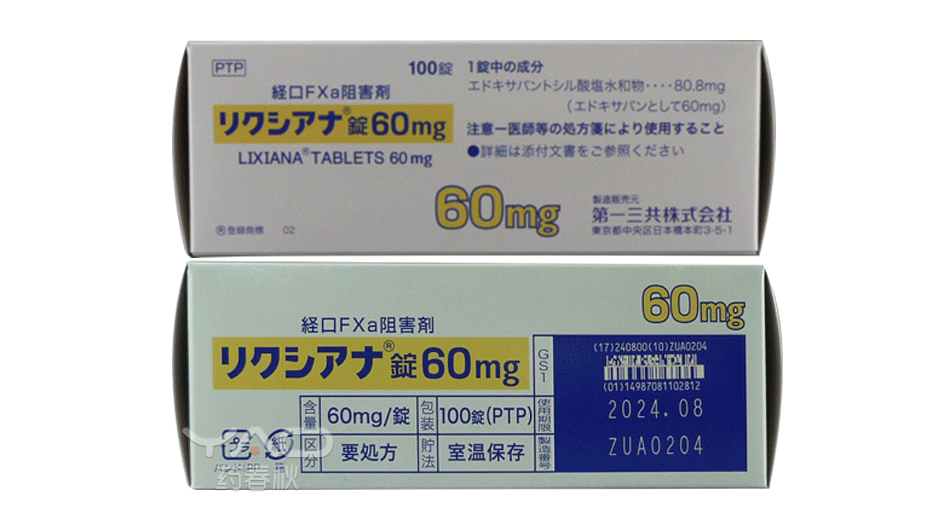 PTP
100錠
経口FXa阻害剤
リクシアナ®錠60mg
LIXIANA®TABLETS 60mg
1錠中の成分
エドキサバントシル酸塩水和物‥‥80.8mg
(エドキサバンとして60mg)
注意－医師等の処方箋により使用すること
●詳細は添付文書をご参照ください
60mg
製造販売元
第一三共株式会社
東京都中央区日本橋本町3-5-1
®登録商標 02
60mg
経口FXa阻害剤
リクシアナ®錠60mg
GS1
(17)240800(10)ZUA0204
(01)14987081102812
含量 60mg/錠 包装 100錠(PTP) 使用期限 2024.08
区分 要処方 貯法 室温保存 製造番号 ZUA0204
紙
箱
药春秋